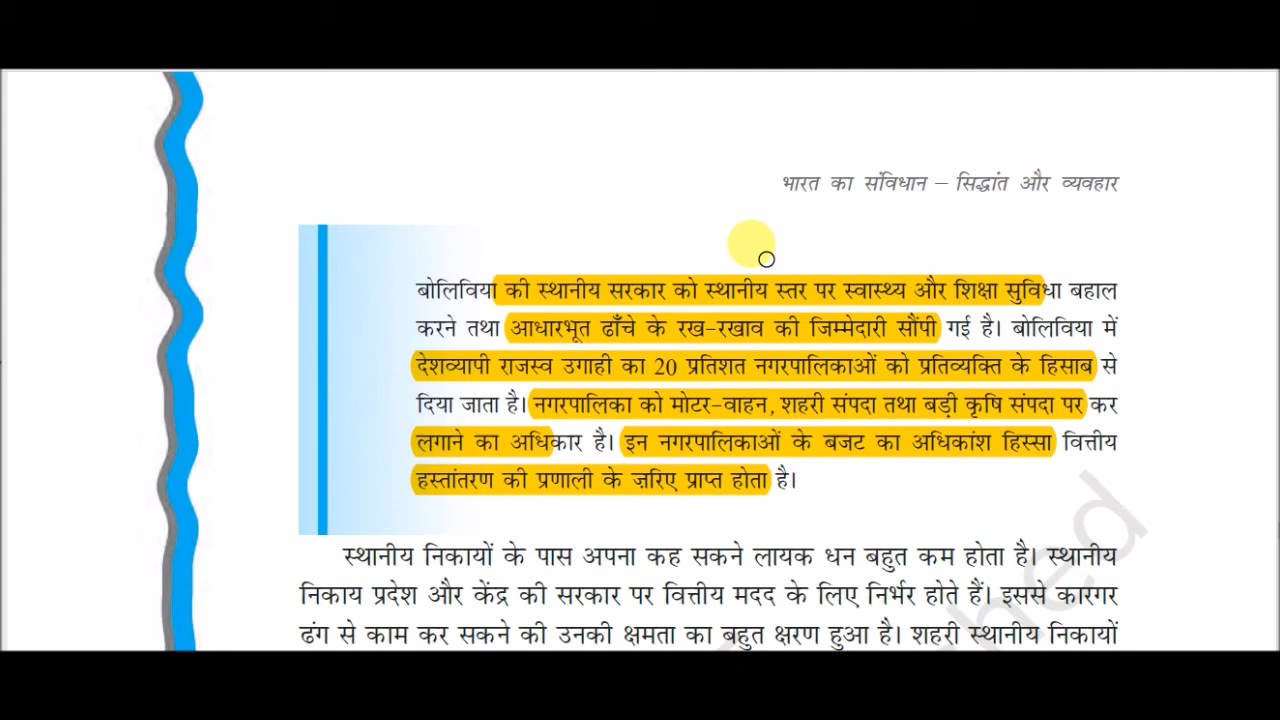 भारत का संविधान – सिद्धांत और व्यवहार
बोलिविया की स्थानीय सरकार को स्थानीय स्तर पर स्वास्थ्य और शिक्षा सुविधा बहाल
करने तथा आधारभूत ढाँचे के रख-रखाव की जिम्मेदारी सौंपी गई है। बोलिविया में
देशव्यापी राजस्व उगाही का 20 प्रतिशत नगरपालिकाओं को प्रतिव्यक्ति के हिसाब से
दिया जाता है। नगरपालिका को मोटर-वाहन, शहरी संपदा तथा बड़ी कृषि संपदा पर कर
लगाने का अधिकार है। इन नगरपालिकाओं के बजट का अधिकांश हिस्सा वित्तीय
हस्तांतरण की प्रणाली के ज़रिए प्राप्त होता है।
स्थानीय निकायों के पास अपना कह सकने लायक धन बहुत कम होता है। स्थानीय
निकाय प्रदेश और केंद्र की सरकार पर वित्तीय मदद के लिए निर्भर होते हैं। इससे कारगर
ढंग से काम कर सकने की उनकी क्षमता का बहुत क्षरण हुआ है। शहरी स्थानीय निकायों